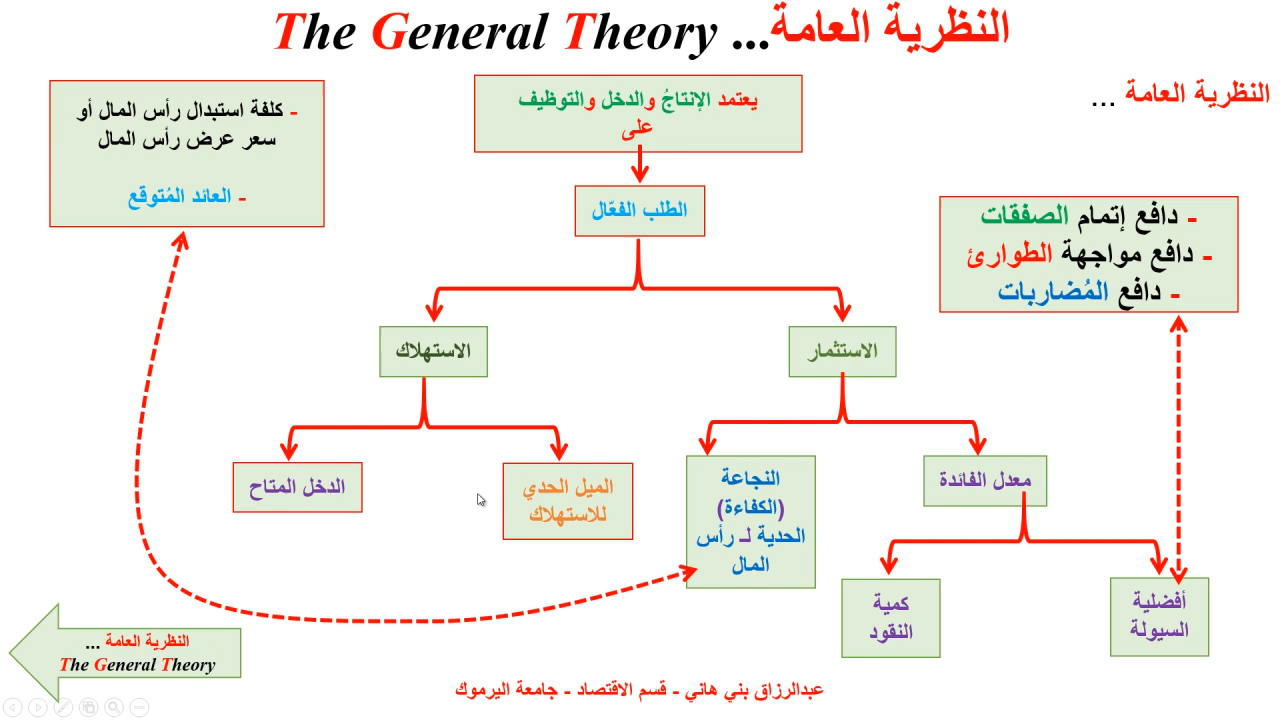 The General Theory ... النظرية العامة
النظرية العامة ...
يعتمد الإنتاجُ والدخل والتوظيف
على
- كلفة استبدال رأس المال أو
سعر عرض رأس المال
- العائد المُتوقع
الطلب الفعّال
- دافع إتمام الصفقات
- دافع مواجهة الطوارئ
- دافع المُضاربات
الاستثمار
الاستهلاك
معدل الفائدة
النجاعة
(الكفاءة)
الحدية لـ رأس
المال
الميل الحدي
للاستهلاك
الدخل المتاح
أفضلية
السيولة
كمية
النقود
النظرية العامة ...
The General Theory
عبدالرزاق بني هاني - قسم الاقتصاد - جامعة اليرموك